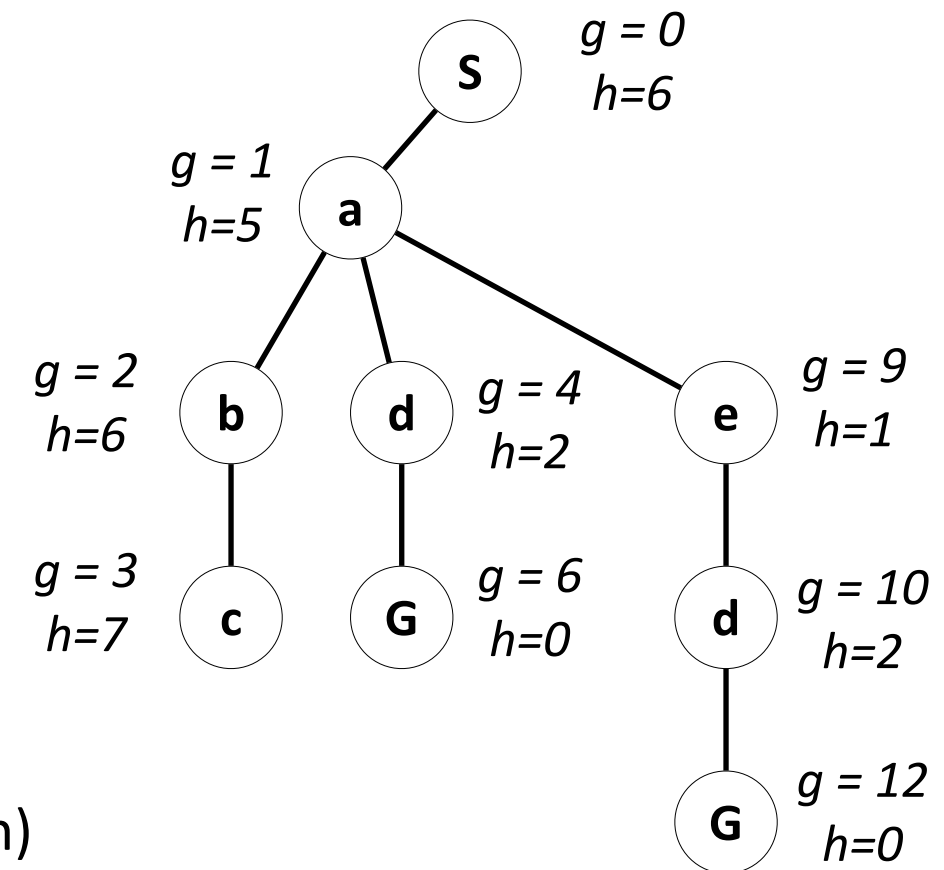 g = 0
S
h=6
g = 1
a
h=5
g = 2
b
h=6
d
g = 4
h=2
e
g = 9
h=1
g = 3
c
h=7
G
g = 6
h=0
d
g = 10
h=2
G
g = 12
h=0
n)